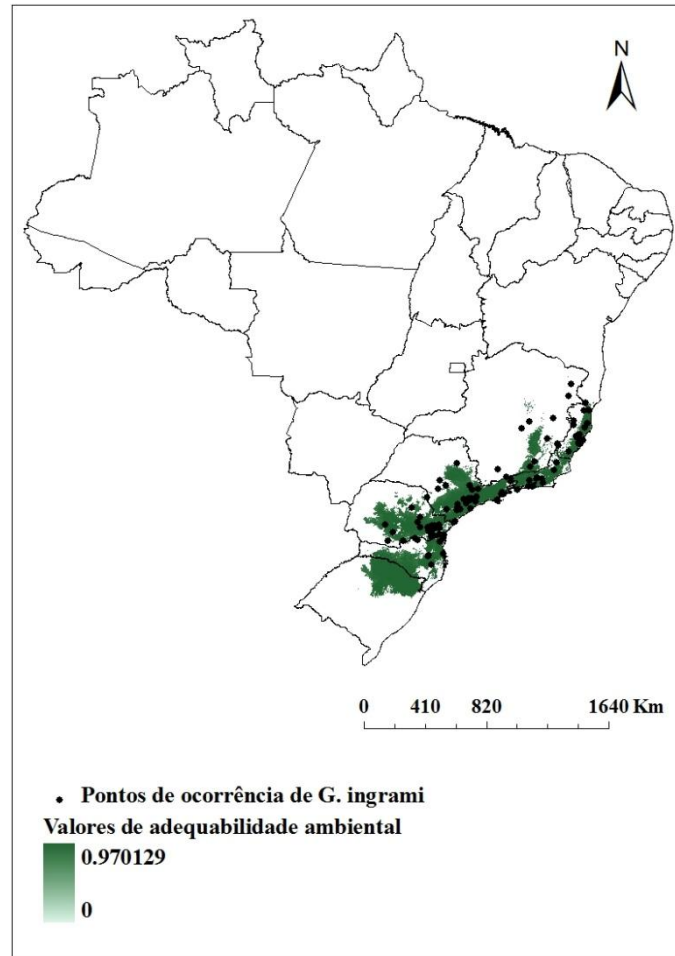 N
0 410 820 1640 Km
Pontos de ocorrência de G. ingrami
Valores de adequabilidade ambiental
0.970129
0